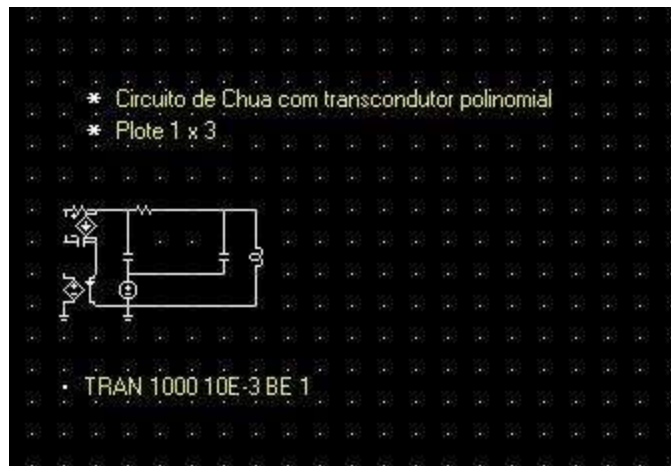 * Circuito de Chua com transcondutor polinomial
* Plote 1 x 3
. TRAN 1000 10E-3 BE 1